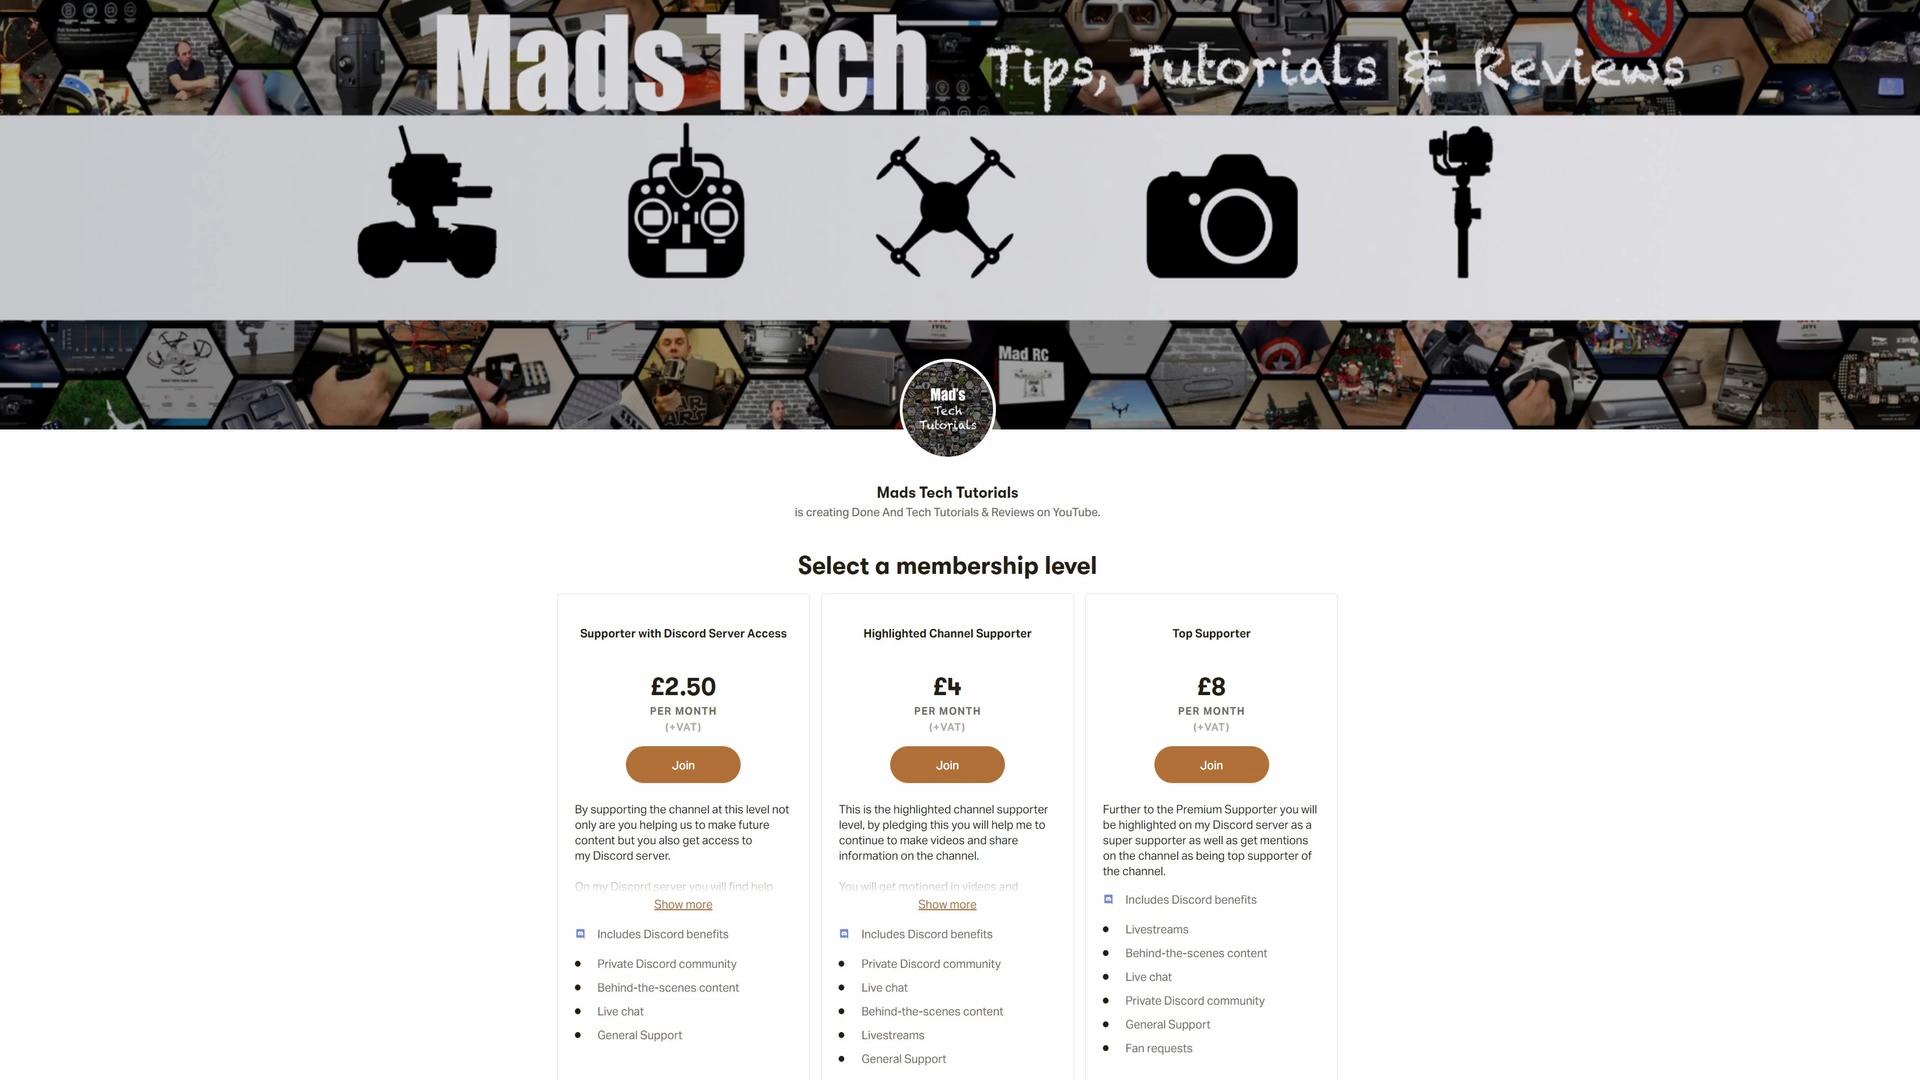 Mads Tech Tips, Tutorials & Reviews
Mad RC
Mad's
Tech
Tutorials
Mads Tech Tutorials
is creating Done And Tech Tutorials & Reviews on YouTube.
Select a membership level
Supporter with Discord Server Access
£2.50
PER MONTH
(+VAT)
Join
By supporting the channel at this level not
only are you helping us to make future
content but you also get access to
my Discord server.
On my Discord server you will find help
Show more
Includes Discord benefits
Private Discord community
Behind-the-scenes content
Live chat
General Support
Highlighted Channel Supporter
£4
PER MONTH
(+VAT)
Join
This is the highlighted channel supporter
level, by pledging this you will help me to
continue to make videos and share
information on the channel.
You will get motioned in videos and
Show more
Includes Discord benefits
Private Discord community
Live chat
Behind-the-scenes content
Livestreams
General Support
Top Supporter
£8
PER MONTH
(+VAT)
Join
Further to the Premium Supporter you will
be highlighted on my Discord server as a
super supporter as well as get mentions
on the channel as being top supporter of
the channel.
Includes Discord benefits
Livestreams
Behind-the-scenes content
Live chat
Private Discord community
General Support
Fan requests